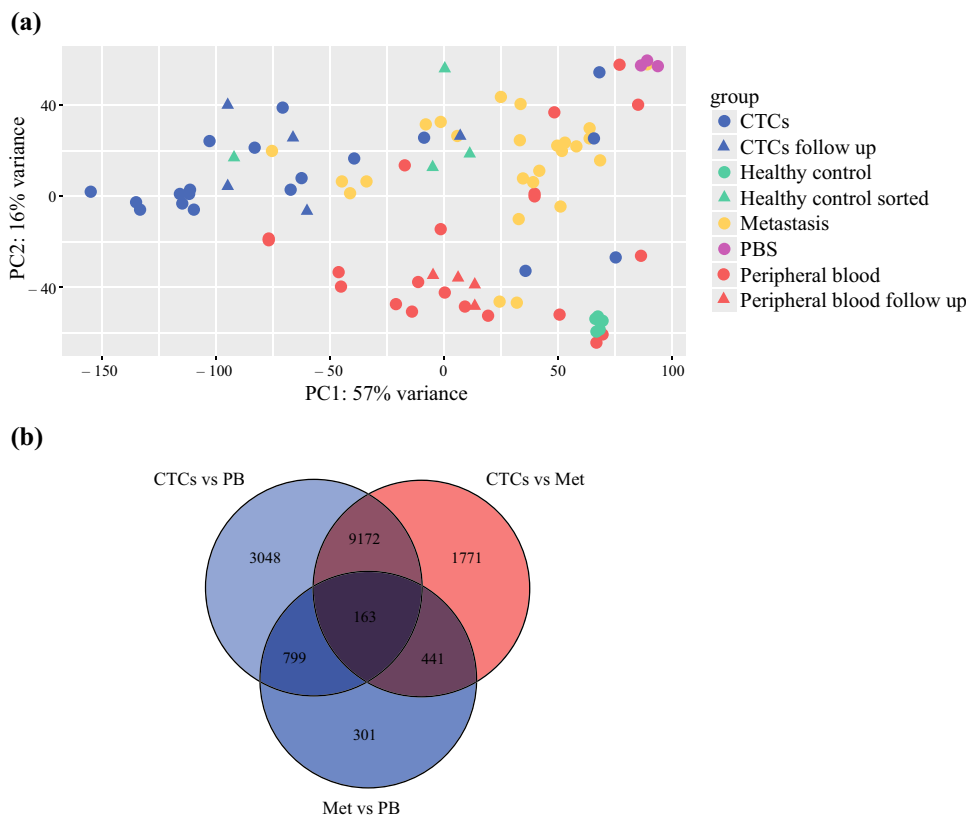 (a)
40
0
– 40
PC2: 16% variance
– 150
– 100
– 50
0
50
100
PC1: 57% variance
group
CTCs
CTCs follow up
Healthy control
Healthy control sorted
Metastasis
PBS
Peripheral blood
Peripheral blood follow up
(b)
CTCs vs PB
CTCs vs Met
3048
9172
1771
163
799
441
301
Met vs PB